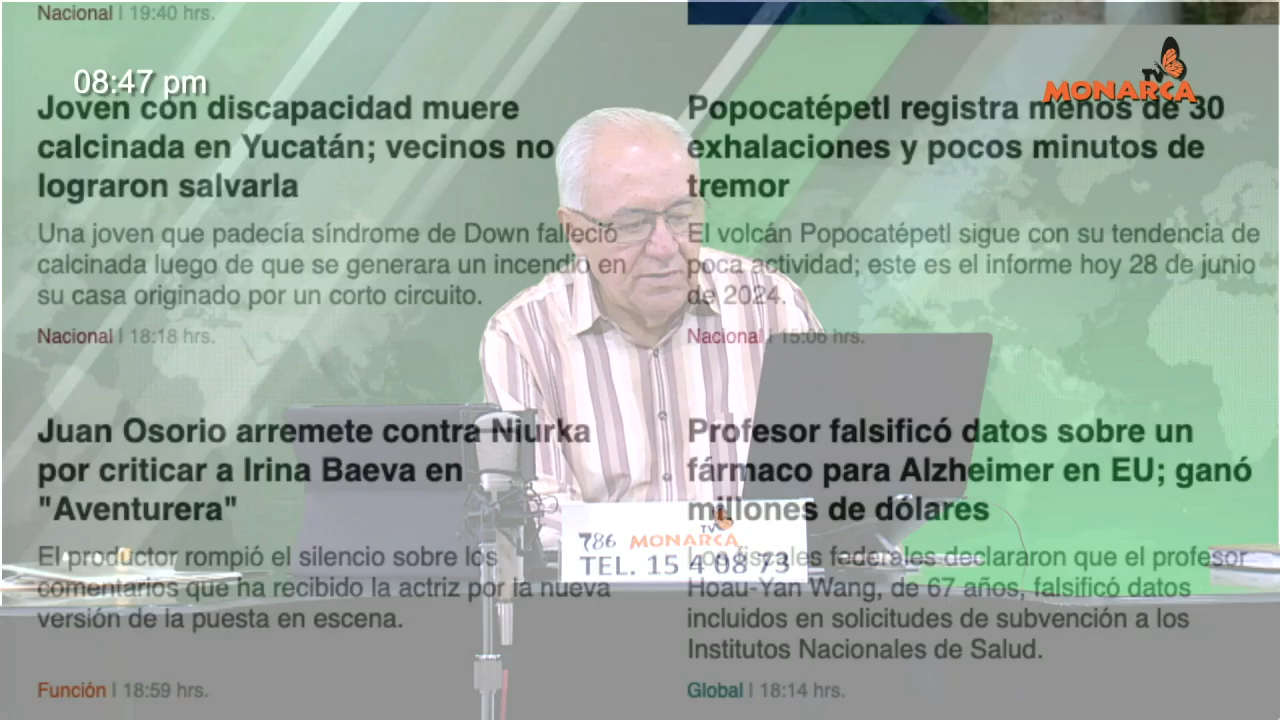 Nacional | 19:40 hrs.
08:47 pm
TV
MONARCA
Joven con discapacidad muere
calcinada en Yucatán; vecinos no
lograron salvarla
Una joven que padecía síndrome de Down falleció
calcinada luego de que se generara un incendio en
su casa originado por un corto circuito.
Nacional | 18:18 hrs.
Popocatépetl registra menos de 30
exhalaciones y pocos minutos de
tremor
El volcán Popocatépetl sigue con su tendencia de
poca actividad; este es el informe hoy 28 de junio
de 2024.
Nacional | 15:06 hrs.
Juan Osorio arremete contra Niurka
por criticar a Irina Baeva en
"Aventurera"
El productor rompió el silencio sobre los
comentarios que ha recibido la actriz por la nueva
versión de la puesta en escena.
Función | 18:59 hrs.
Profesor falsificó datos sobre un
fármaco para Alzheimer en EU; ganó
millones de dólares
Los fiscales federales declararon que el profesor
Hoau-Yan Wang, de 67 años, falsificó datos
incluidos en solicitudes de subvención a los
Institutos Nacionales de Salud.
Global | 18:14 hrs.
TV
786 MONARCA
TEL. 15 4 08 73